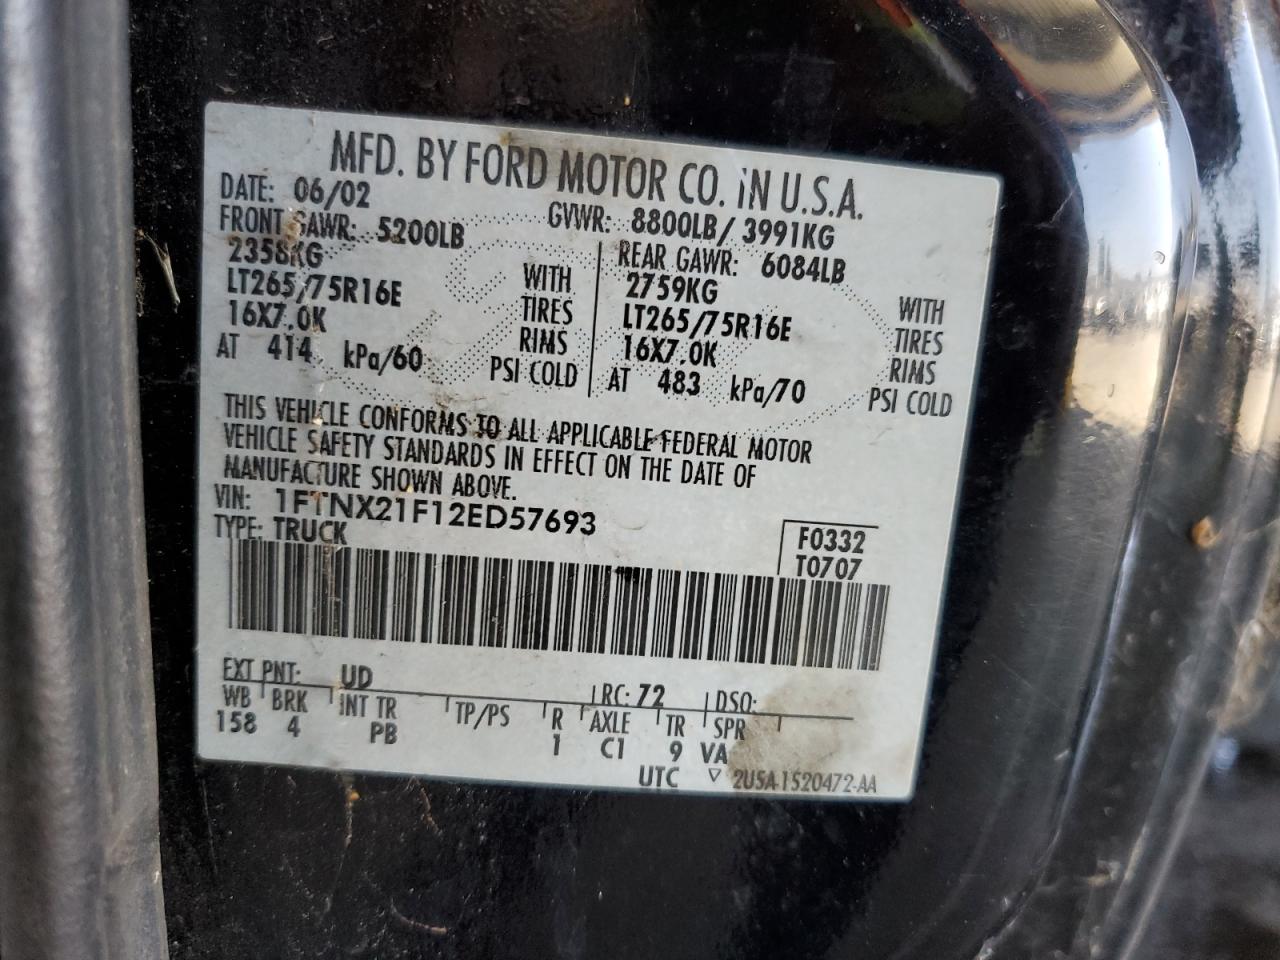 MFD. BY FORD MOTOR CO. IN U.S.A.
DATE: 06/02 GVWR: 8800LB/ 3991KG
FRONT GAWR: 5200LB REAR GAWR: 6084LB
2358KG WITH 2759KG WITH
LT265/75R16E TIRES LT265/75R16E TIRES
16X7.0K RIMS 16X7.0K RIMS
AT 414 kPa/60 PSI COLD AT 483 kPa/70 PSI COLD
THIS VEHICLE CONFORMS TO ALL APPLICABLE FEDERAL MOTOR
VEHICLE SAFETY STANDARDS IN EFFECT ON THE DATE OF
MANUFACTURE SHOWN ABOVE.
VIN: 1FTNX21F12ED57693
TYPE: TRUCK
F0332
T0707
EXT PNT: UD RC: 72 DSO:
WB BRK INT TR TP/PS R AXLE TR SPR
158 4 PB 1 C1 9 VA
UTC ▽ 2U5A-1520472-AA